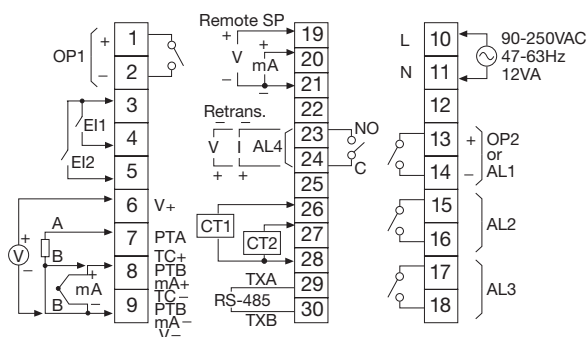 OP1 + 1
− 2
3
EI1 4
EI2 5
6 V+
A 7 PTA
+ V −
B 8 TC+ PTB mA+
+ mA −
B 9 TC− PTB mA− V−
Remote SP 19
+ + 20
V mA
− − 21
Retrans. 22
− − 23 NO
V I AL4
+ + 24 C
25
CT1 26
CT2 27
28
TXA 29
RS-485
TXB 30
L 10 90-250VAC
47-63Hz
N 11 12VA
12
13 + OP2
or
14 − AL1
15
AL2
16
17
AL3
18